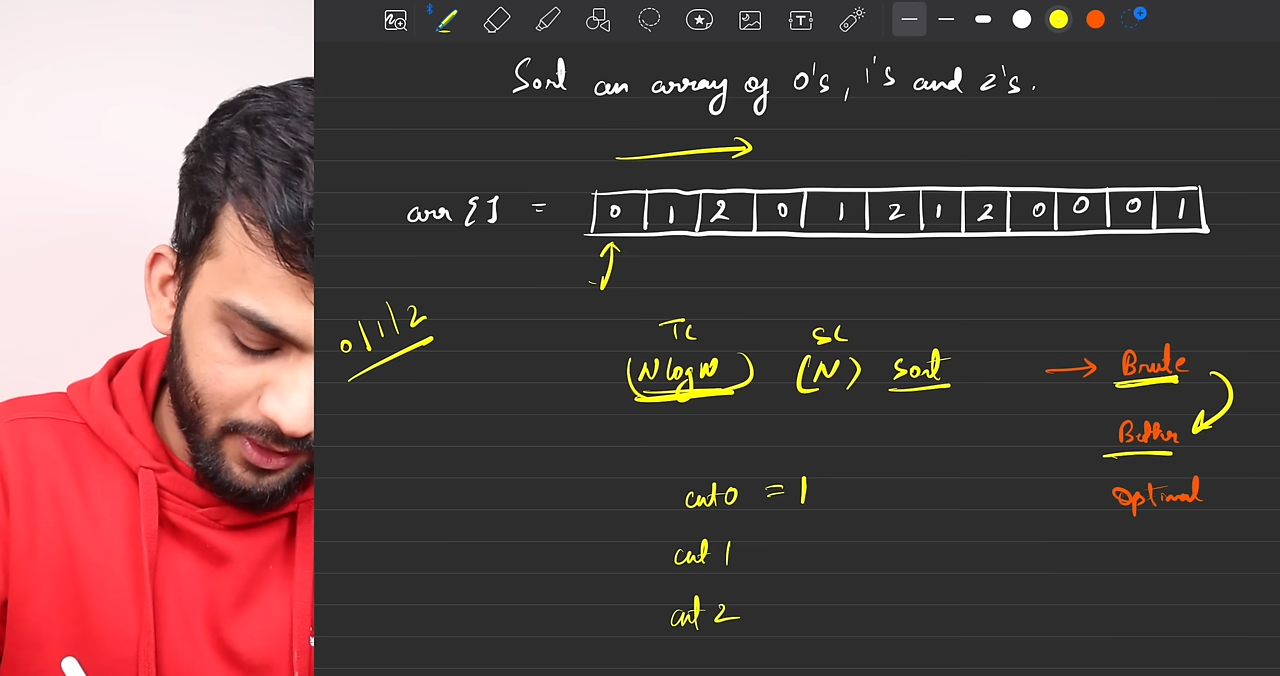 Sort an array of 0's, 1's and 2's.
arr [] = 0 1 2 0 1 2 1 2 0 0 0 1
0/1/2
TC SC
(N log N) (N) Sort → Brute
Better
cnt0 = 1 Optimal
cnt 1
cnt 2